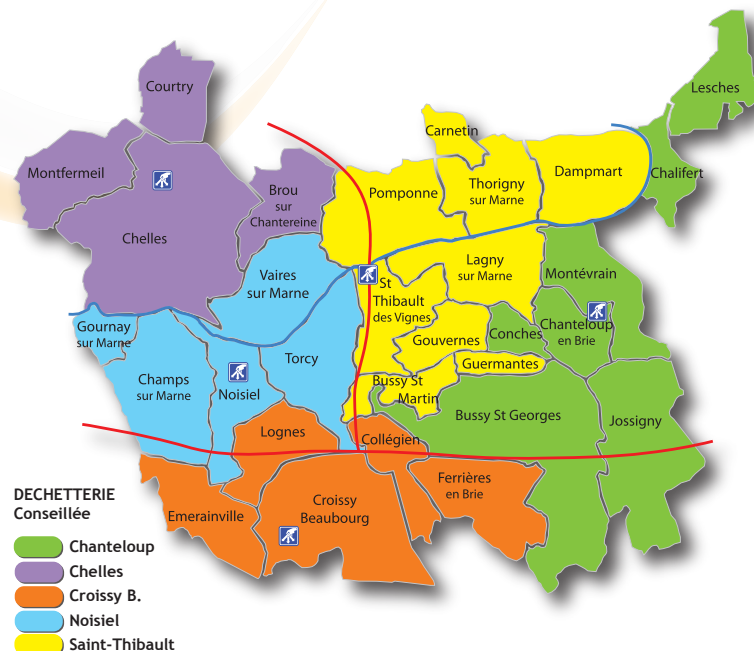 Courtry
Lesches
Carnetin
Montfermeil
Brou
sur
Chantereine
Pomponne
Thorigny
sur Marne
Dampmart
Chalifert
Chelles
Vaires
sur Marne
Lagny
sur Marne
Montévrain
St
Thibault
des Vignes
Gournay
sur Marne
Conches
Chanteloup
en Brie
Gouvernes
Torcy
Guermantes
Champs
sur Marne
Noisiel
Bussy St
Martin
Bussy St Georges
Jossigny
Lognes
Collégien
Ferrières
en Brie
Croissy
Beaubourg
Emerainville
DECHETTERIE
Conseillée
Chanteloup
Chelles
Croissy B.
Noisiel
Saint-Thibault